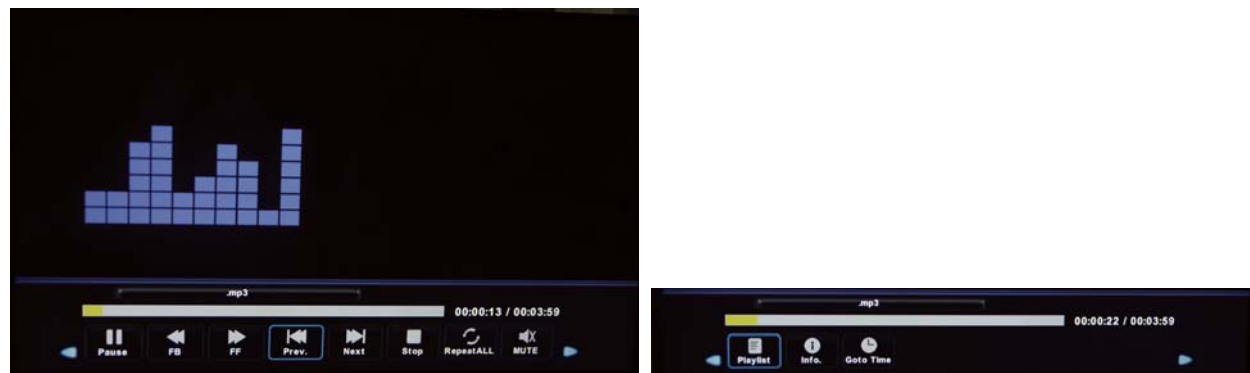 .mp3
00:00:13 / 00:03:59
Pause FB FF Prev. Next Stop RepeatALL MUTE
.mp3
00:00:22 / 00:03:59
Playlist Info. Goto Time